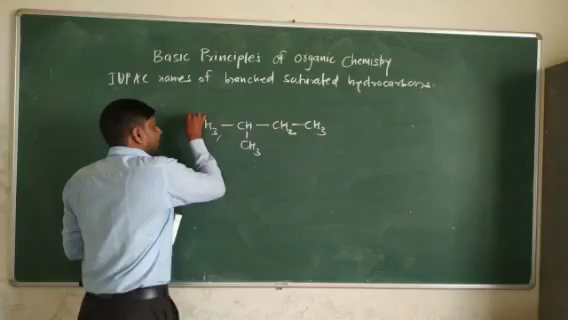 Basic Principles of Organic Chemistry
IUPAC names of branched saturated hydrocarbons.
H3 — CH — CH2 — CH3
CH3